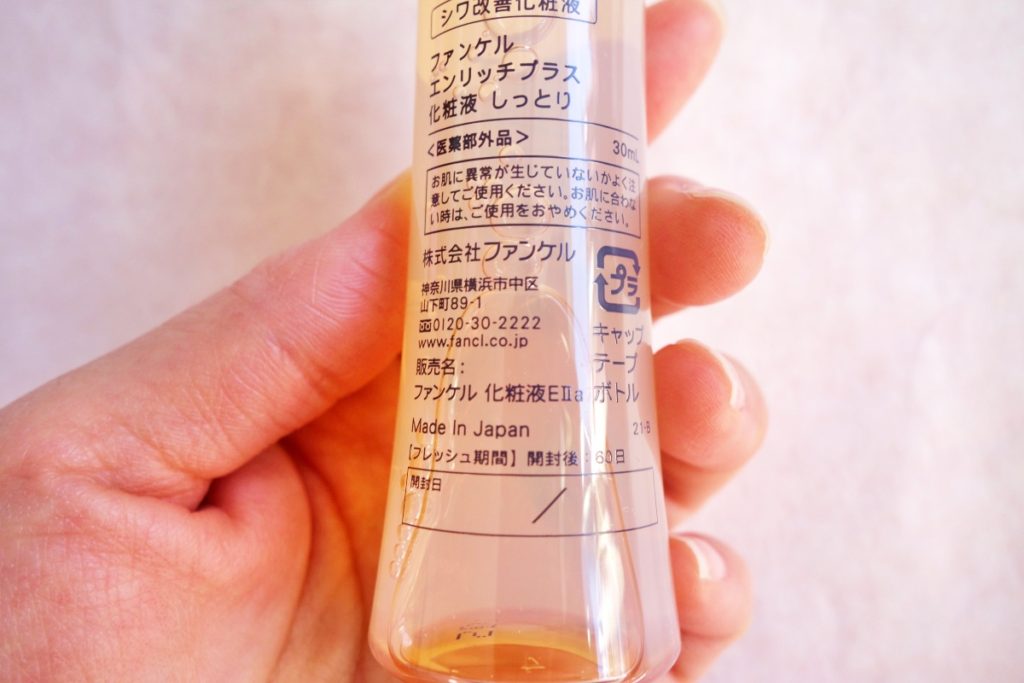 シワ改善化粧液
ファンケル
エンリッチプラス
化粧液 しっとり
<医薬部外品>
30mL
お肌に異常が生じていないかよく注
意してご使用ください。お肌に合わな
い時は、ご使用をおやめください。
株式会社ファンケル
神奈川県横浜市中区
山下町89-1
0120-30-2222
www.fancl.co.jp
プラ
キャップ
テープ
ボトル
販売名:
ファンケル 化粧液EⅡa
Made In Japan
21-B
【フレッシュ期間】開封後:60日
開封日
/